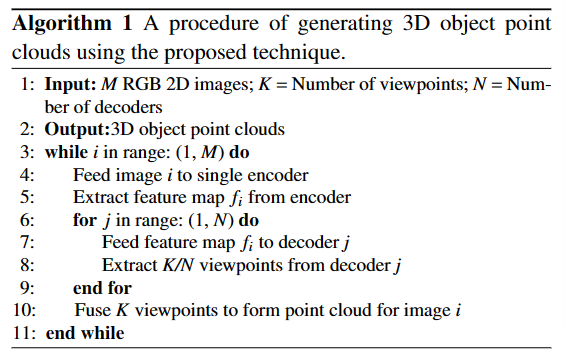 Algorithm 1 A procedure of generating 3D object point
clouds using the proposed technique.
1: Input: M RGB 2D images; K = Number of viewpoints; N = Num-
ber of decoders
2: Output:3D object point clouds
3: while i in range: (1, M) do
4: Feed image i to single encoder
5: Extract feature map fi from encoder
6: for j in range: (1, N) do
7: Feed feature map fi to decoder j
8: Extract K/N viewpoints from decoder j
9: end for
10: Fuse K viewpoints to form point cloud for image i
11: end while